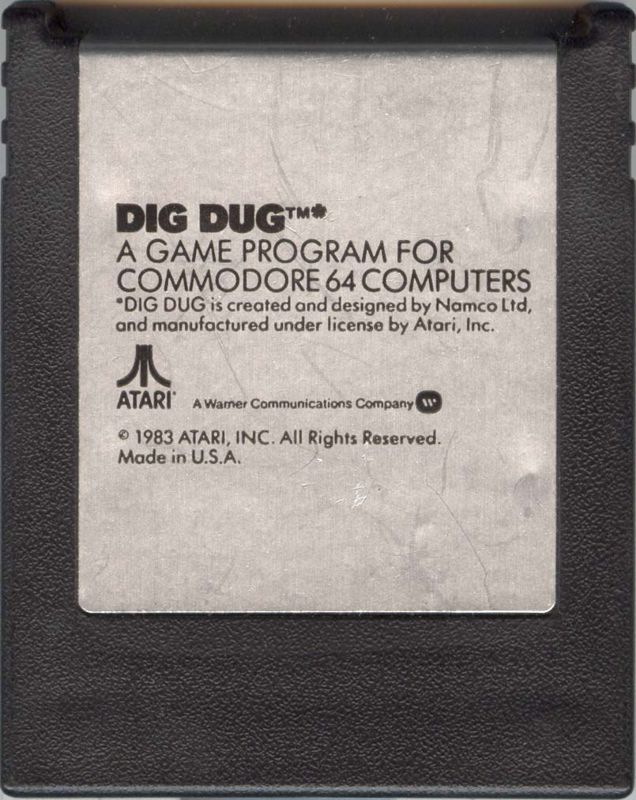 DIG DUG™*
A GAME PROGRAM FOR
COMMODORE 64 COMPUTERS
*DIG DUG is created and designed by Namco Ltd,
and manufactured under license by Atari, Inc.
ATARI® A Warner Communications Company
© 1983 ATARI, INC. All Rights Reserved.
Made in U.S.A.